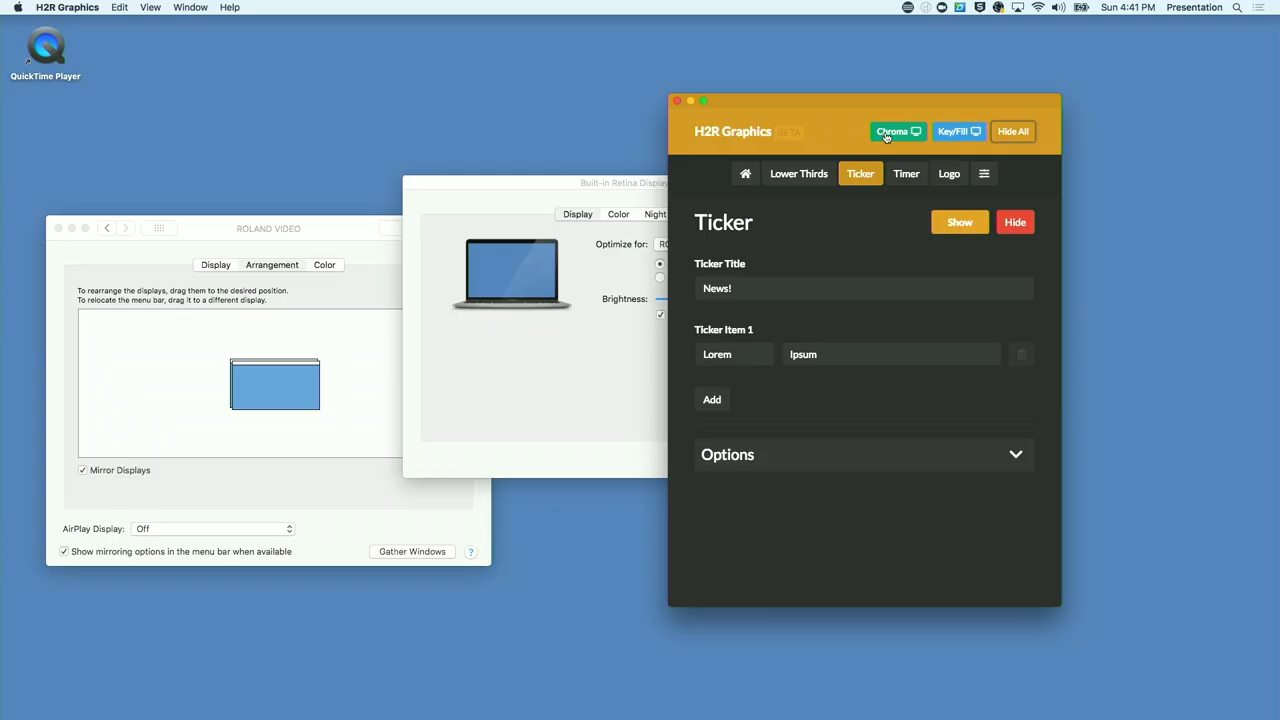 H2R Graphics Edit View Window Help
Sun 4:41 PM Presentation
QuickTime Player
H2R Graphics BETA
Chroma Key/Fill Hide All
Lower Thirds Ticker Timer Logo
Ticker Show Hide
Ticker Title
News!
Ticker Item 1
Lorem Ipsum
Add
Options
Built-in Retina Display
Display Color Night
Optimize for: RO
Brightness:
ROLAND VIDEO
Display Arrangement Color
To rearrange the displays, drag them to the desired position.
To relocate the menu bar, drag it to a different display.
Mirror Displays
AirPlay Display: Off
Show mirroring options in the menu bar when available
Gather Windows ?